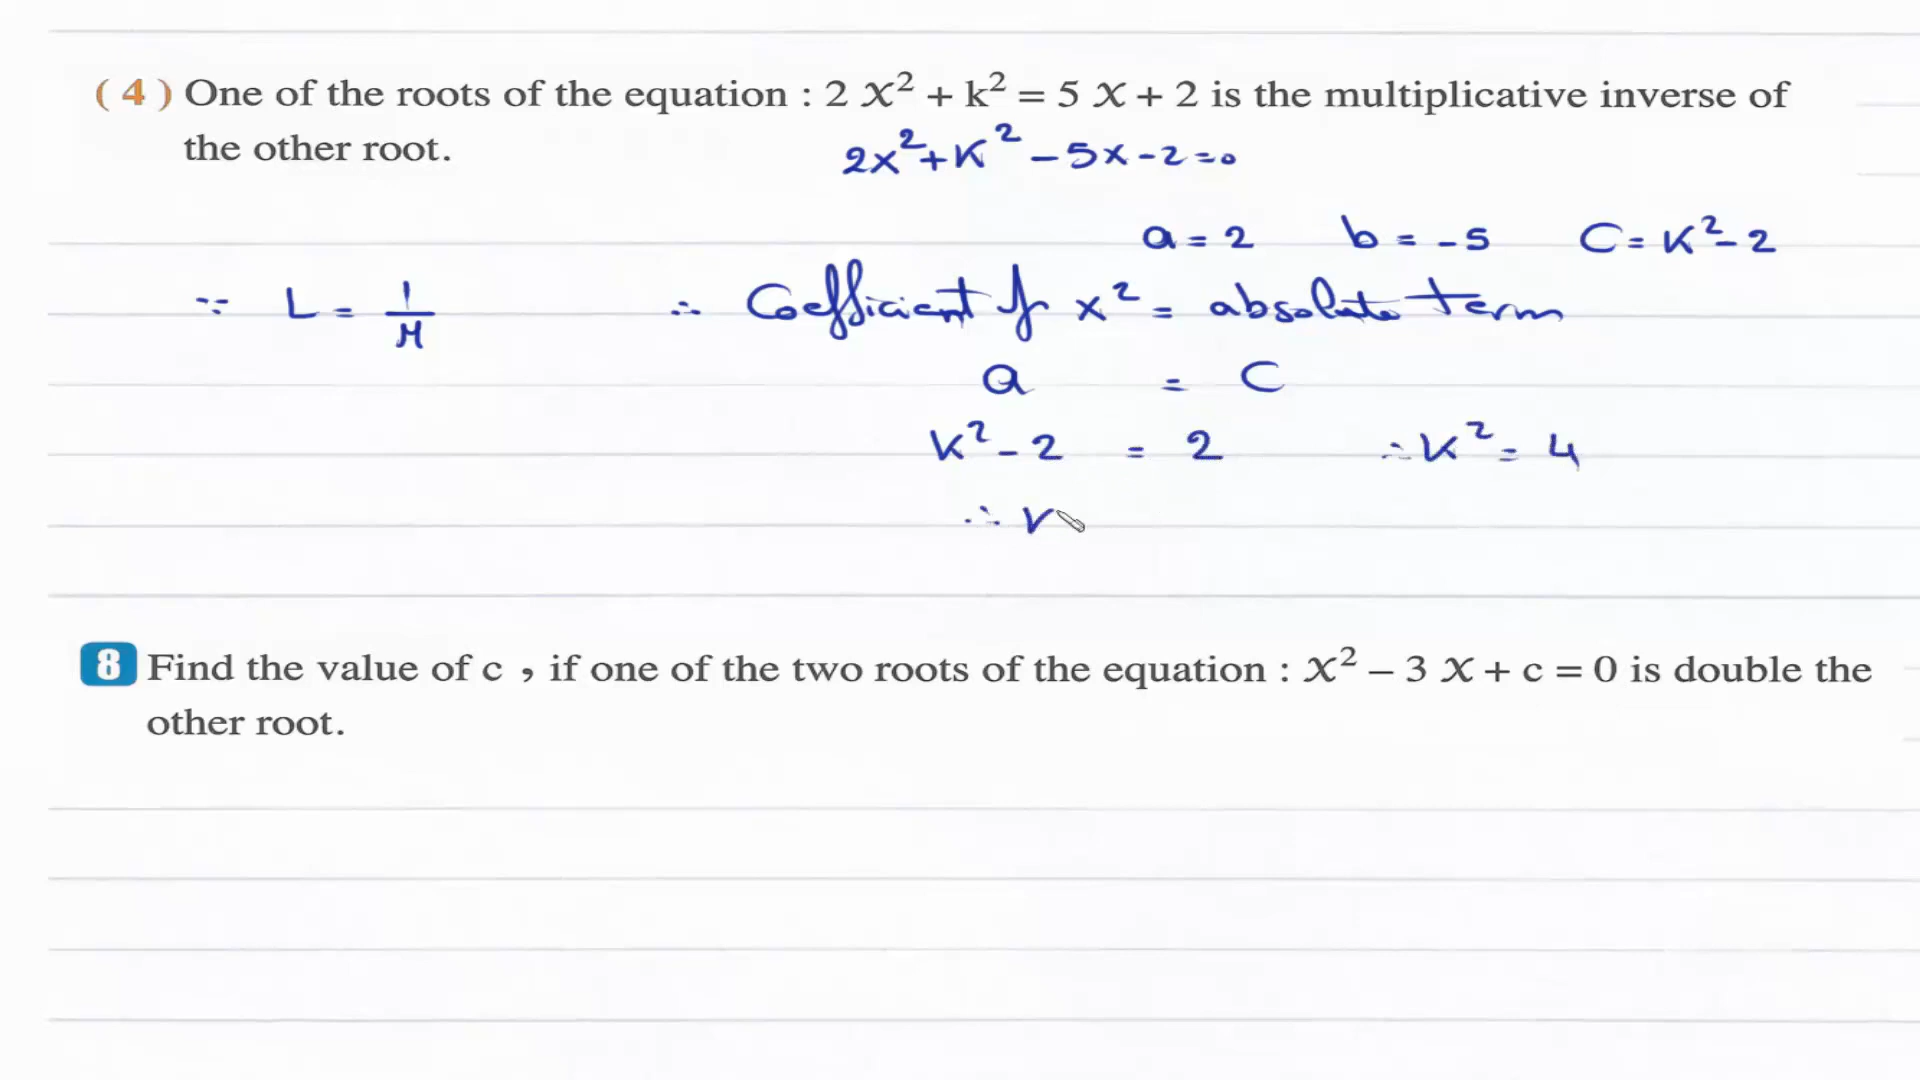 ( 4 ) One of the roots of the equation : 2 x² + k² = 5 x + 2 is the multiplicative inverse of
the other root.
2x² + K² - 5x - 2 = 0
a = 2 b = -5 C = K² - 2
∵ L = 1/M ∴ Coefficient of x² = absolute term
a = C
K² - 2 = 2 ∴ K² = 4
∴
8 Find the value of c , if one of the two roots of the equation : x² – 3 x + c = 0 is double the
other root.